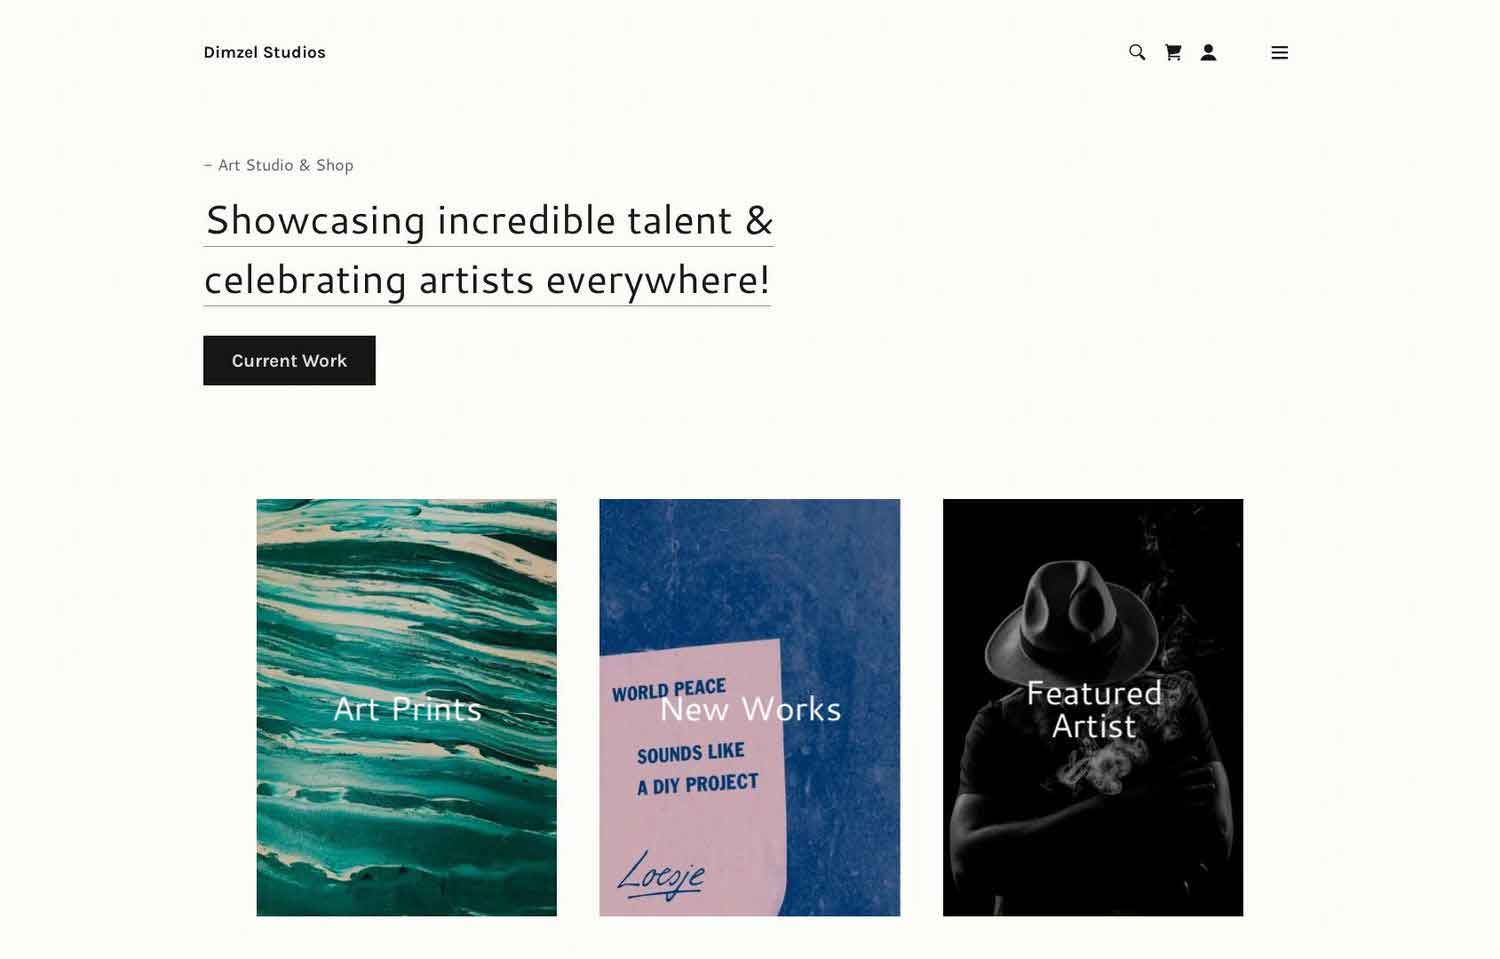 Dimzel Studios
– Art Studio & Shop
Showcasing incredible talent &
celebrating artists everywhere!
Current Work
Art Prints
WORLD PEACE
New Works
SOUNDS LIKE
A DIY PROJECT
Loesje
Featured
Artist